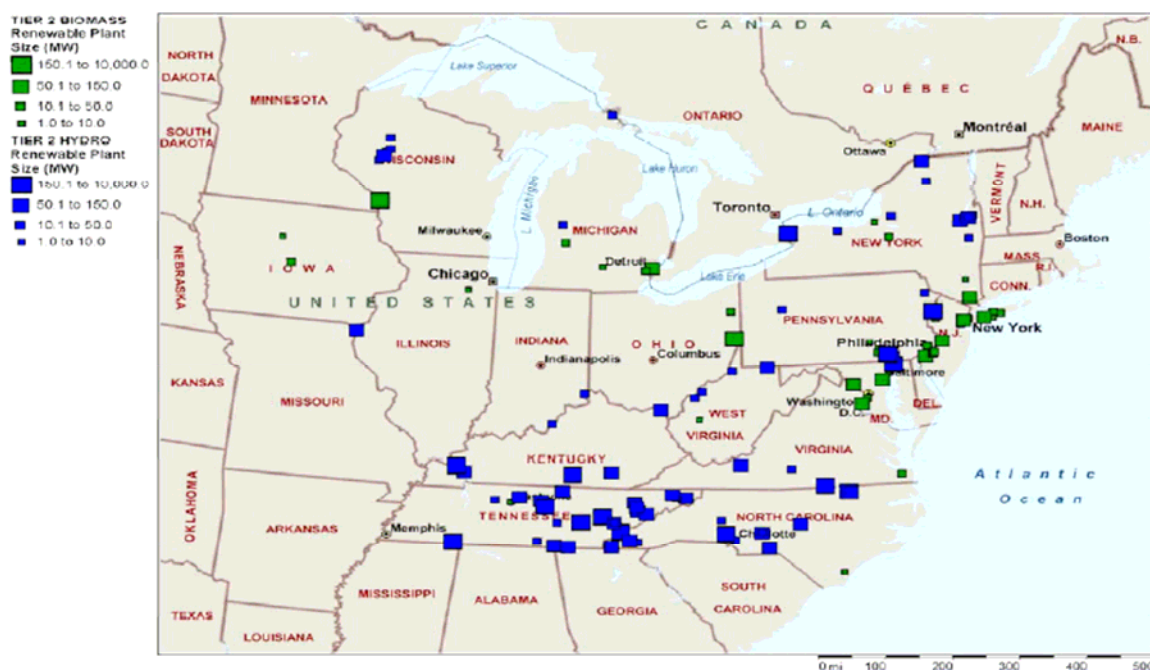 TIER 2 BIOMASS
Renewable Plant
Size (MW)
150.1 to 10,000.0
50.1 to 150.0
10.1 to 50.0
1.0 to 10.0
TIER 2 HYDRO
Renewable Plant
Size (MW)
150.1 to 10,000.0
50.1 to 150.0
10.1 to 50.0
1.0 to 10.0
CANADA
N.B.
NORTH
DAKOTA
Lake Superior
QUÉBEC
MINNESOTA
ONTARIO
MAINE
SOUTH
DAKOTA
Montréal
Ottawa
WISCONSIN
Lake Huron
VERMONT
L. Michigan
N.H.
Toronto
L. Ontario
Milwaukee
MICHIGAN
NEW YORK
Boston
NEBRASKA
IOWA
Detroit
MASS
R.I.
Chicago
Lake Erie
CONN.
UNITED STATES
PENNSYLVANIA
N.J.
New York
ILLINOIS
INDIANA
OHIO
Philadelphia
Indianapolis
Columbus
Baltimore
KANSAS
MISSOURI
WEST
VIRGINIA
Washington
D.C.
MD.
DEL.
VIRGINIA
KENTUCKY
Atlantic
Ocean
OKLAHOMA
TENNESSEE
NORTH CAROLINA
ARKANSAS
Memphis
Charlotte
MISSISSIPPI
ALABAMA
GEORGIA
SOUTH
CAROLINA
TEXAS
LOUISIANA
0 mi 100 200 300 400 500